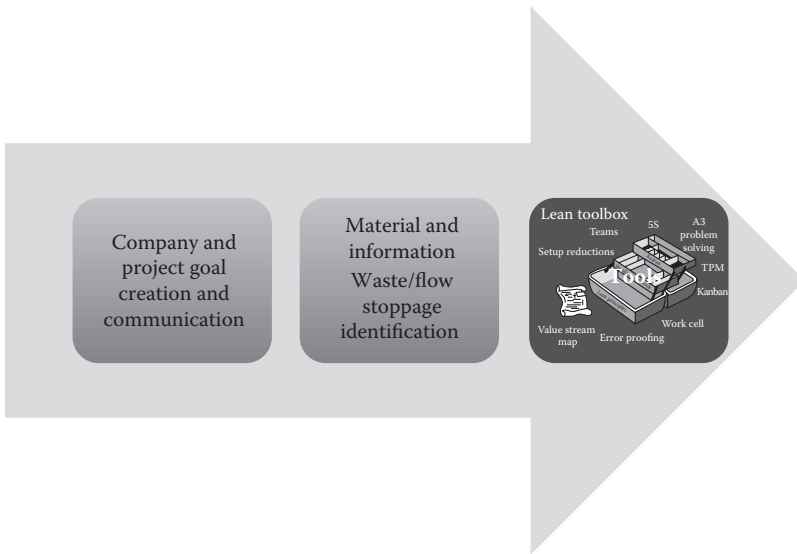 Company and
project goal
creation and
communication
Material and
information
Waste/flow
stoppage
identification
Lean toolbox
Teams
5S
A3
problem
solving
Setup reductions
TPM
Tools
Kanban
Value stream
map
Error proofing
Work cell